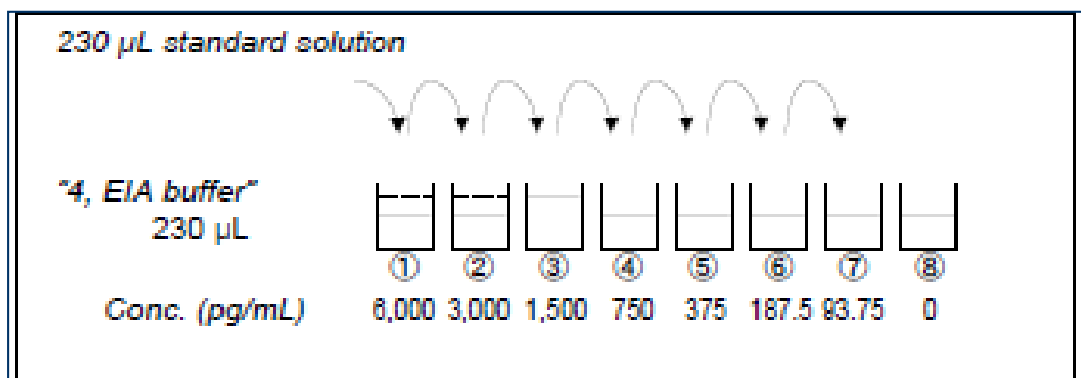 230 µL standard solution
"4, EIA buffer"
230 µL
① ② ③ ④ ⑤ ⑥ ⑦ ⑧
Conc. (pg/mL) 6,000 3,000 1,500 750 375 187.5 93.75 0